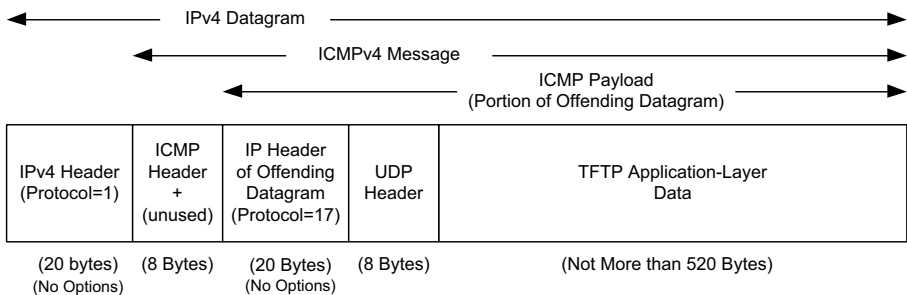 IPv4 Datagram
ICMPv4 Message
ICMP Payload
(Portion of Offending Datagram)
IPv4 Header
(Protocol=1)
ICMP
Header
+
(unused)
IP Header
of Offending
Datagram
(Protocol=17)
UDP
Header
TFTP Application-Layer
Data
(20 bytes)
(No Options)
(8 Bytes)
(20 Bytes)
(No Options)
(8 Bytes)
(Not More than 520 Bytes)